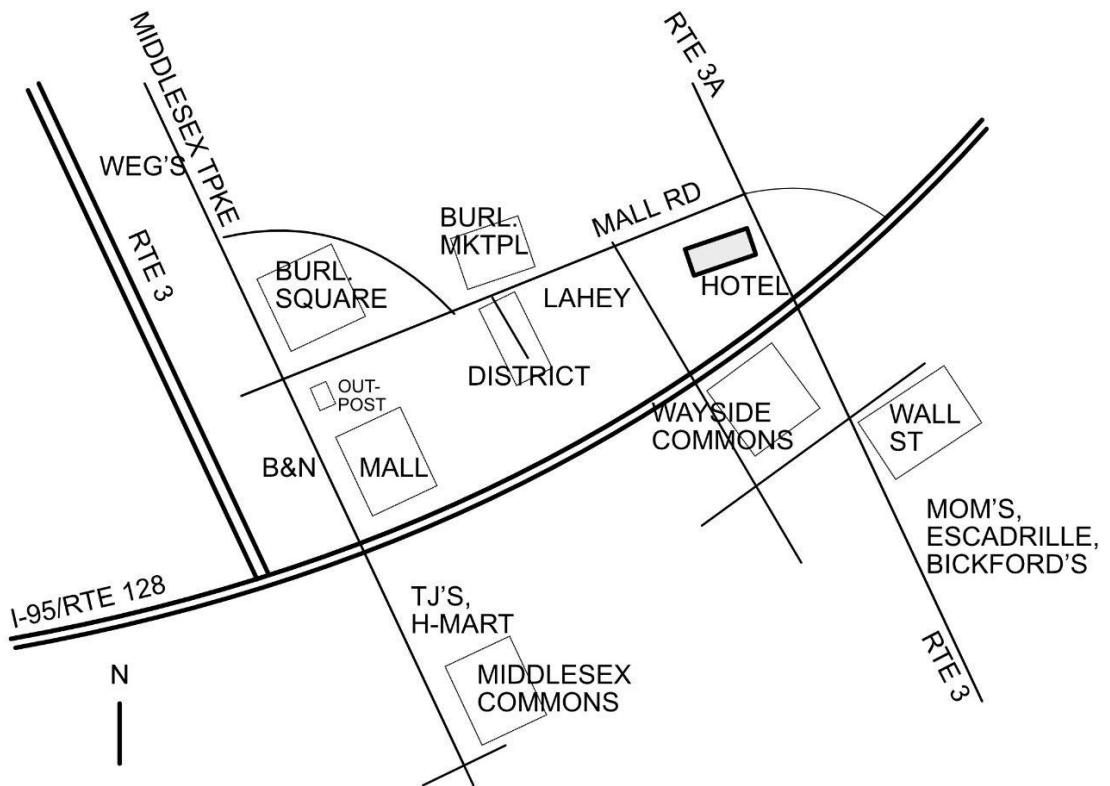 MIDDLESEX TPKE
RTE 3A
WEG'S
RTE 3
MALL RD
BURL.
MKTPL
BURL.
SQUARE
LAHEY
HOTEL
DISTRICT
OUT-
POST
WAYSIDE
COMMONS
WALL
ST
B&N
MALL
MOM'S,
ESCADRILLE,
BICKFORD'S
I-95/RTE 128
TJ'S,
H-MART
RTE 3
N
MIDDLESEX
COMMONS